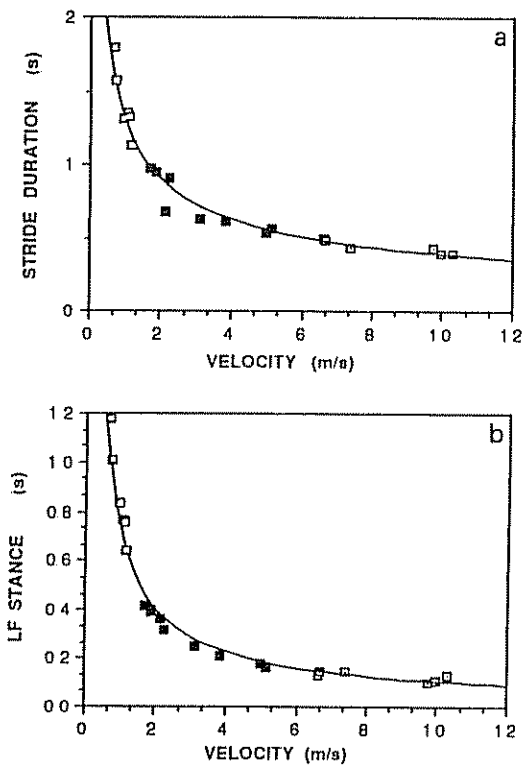 a
2
1
0
STRIDE DURATION (s)
0 2 4 6 8 10 12
VELOCITY (m/s)
b
1 2
1 0
0 8
0 6
0 4
0 2
0 0
LF STANCE (s)
0 2 4 6 8 10 12
VELOCITY (m/s)